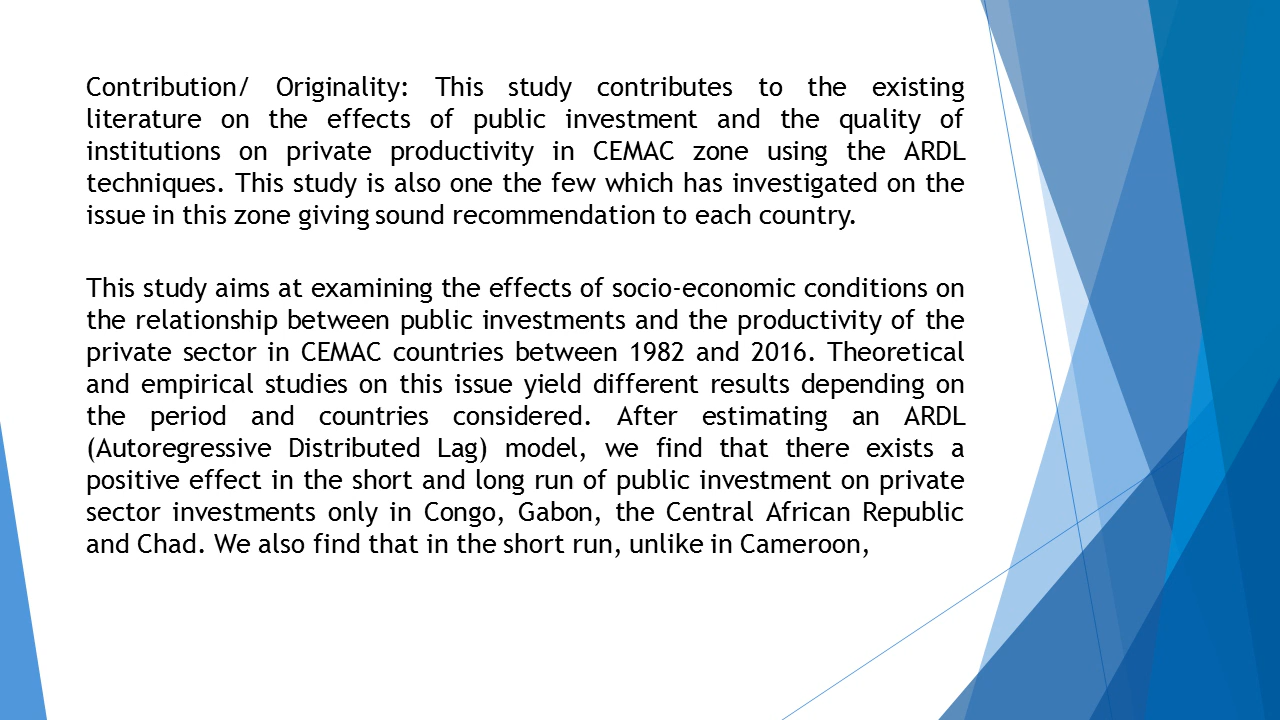 Contribution/ Originality: This study contributes to the existing
literature on the effects of public investment and the quality of
institutions on private productivity in CEMAC zone using the ARDL
techniques. This study is also one the few which has investigated on the
issue in this zone giving sound recommendation to each country.
This study aims at examining the effects of socio-economic conditions on
the relationship between public investments and the productivity of the
private sector in CEMAC countries between 1982 and 2016. Theoretical
and empirical studies on this issue yield different results depending on
the period and countries considered. After estimating an ARDL
(Autoregressive Distributed Lag) model, we find that there exists a
positive effect in the short and long run of public investment on private
sector investments only in Congo, Gabon, the Central African Republic
and Chad. We also find that in the short run, unlike in Cameroon,